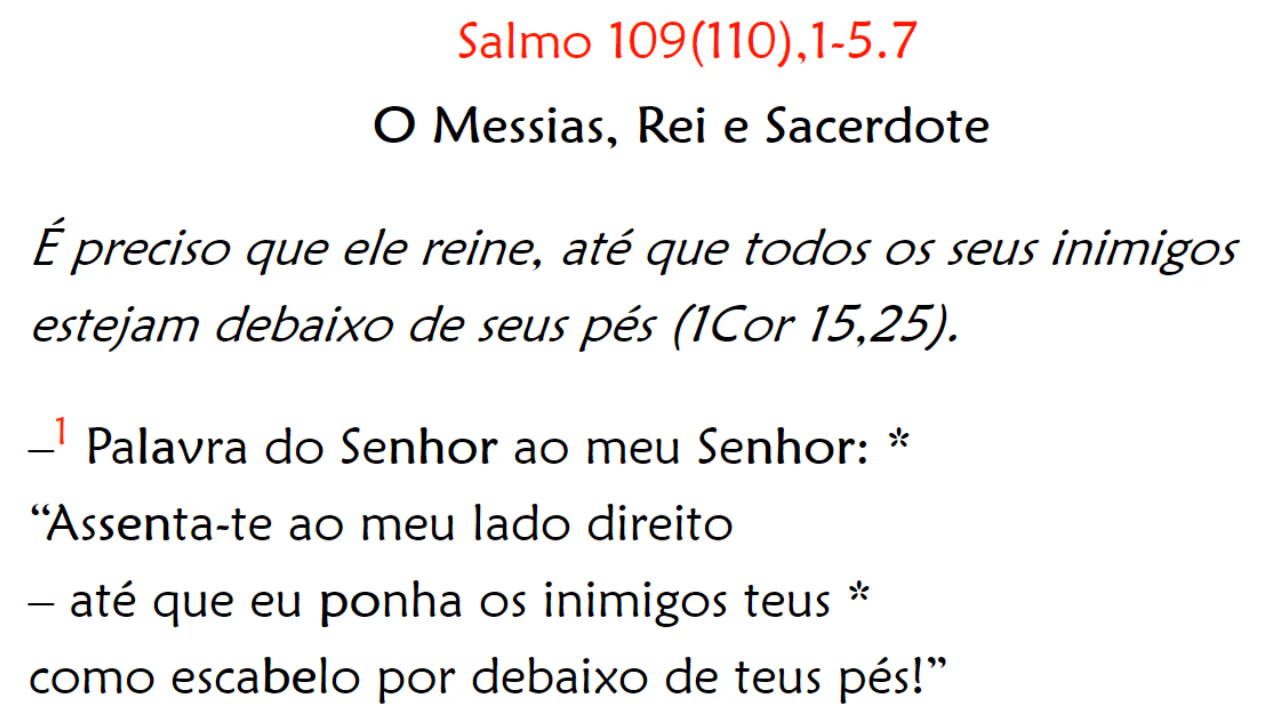 Salmo 109(110),1-5.7
O Messias, Rei e Sacerdote
É preciso que ele reine, até que todos os seus inimigos
estejam debaixo de seus pés (1Cor 15,25).
–1 Palavra do Senhor ao meu Senhor: *
“Assenta-te ao meu lado direito
– até que eu ponha os inimigos teus *
como escabelo por debaixo de teus pés!”